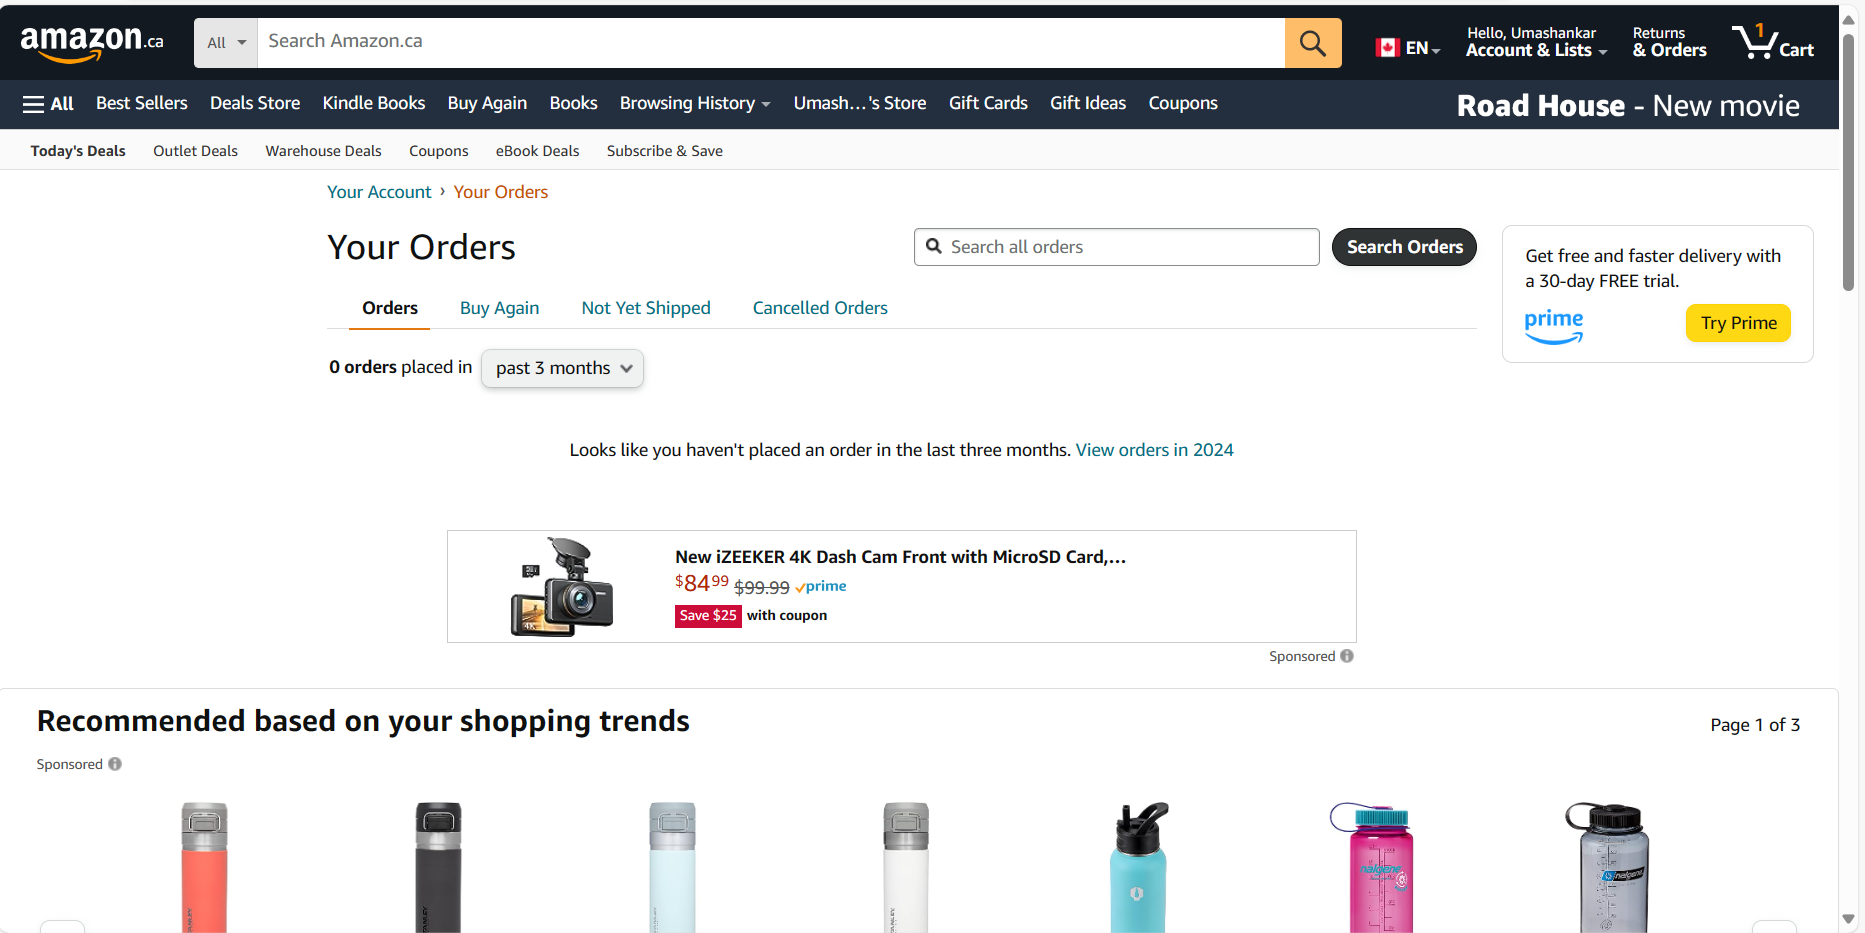 amazon.ca
All
Search Amazon.ca
EN
Hello, Umashankar
Account & Lists
Returns
& Orders
1
Cart
All
Best Sellers
Deals Store
Kindle Books
Buy Again
Books
Browsing History
Umash...'s Store
Gift Cards
Gift Ideas
Coupons
Road House - New movie
Today's Deals
Outlet Deals
Warehouse Deals
Coupons
eBook Deals
Subscribe & Save
Your Account › Your Orders
Your Orders
Search all orders
Search Orders
Get free and faster delivery with
a 30-day FREE trial.
prime
Try Prime
Orders
Buy Again
Not Yet Shipped
Cancelled Orders
0 orders placed in
past 3 months
Looks like you haven't placed an order in the last three months. View orders in 2024
4K
New iZEEKER 4K Dash Cam Front with MicroSD Card,...
$84 99 $99.99 prime
Save $25 with coupon
Sponsored
Recommended based on your shopping trends
Page 1 of 3
Sponsored
nalgene
nalgene